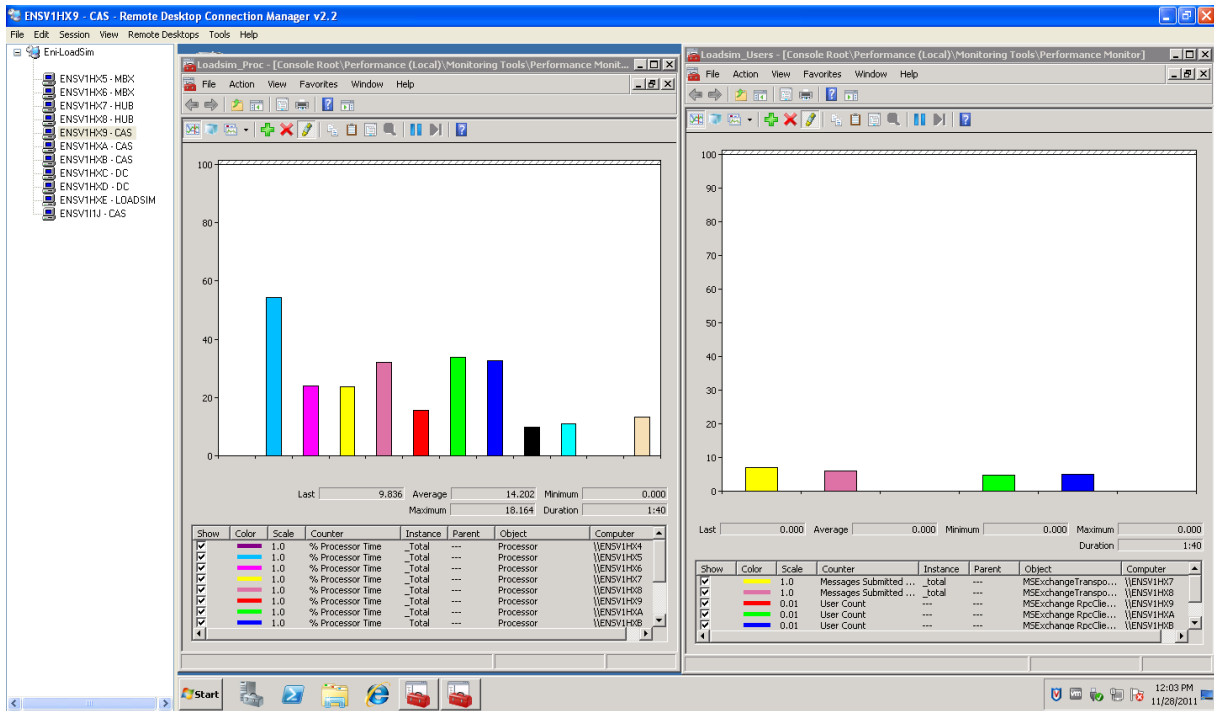 ENSV1HX9 - CAS - Remote Desktop Connection Manager v2.2
File Edit Session View Remote Desktops Tools Help
Eni-LoadSim
ENSV1HX5 - MBX
ENSV1HX6 - MBX
ENSV1HX7 - HUB
ENSV1HX8 - HUB
ENSV1HX9 - CAS
ENSV1HXA - CAS
ENSV1HXB - CAS
ENSV1HXC - DC
ENSV1HXD - DC
ENSV1HXE - LOADSIM
ENSV1I1J - CAS
Loadsim_Proc - [Console Root\Performance (Local)\Monitoring Tools\Performance Monit...
File Action View Favorites Window Help
100
80
60
40
20
0
Last 9.836 Average 14.202 Minimum 0.000
Maximum 18.164 Duration 1:40
Show Color Scale Counter Instance Parent Object Computer
1.0 % Processor Time _Total --- Processor \\ENSV1HX4
1.0 % Processor Time _Total --- Processor \\ENSV1HX5
1.0 % Processor Time _Total --- Processor \\ENSV1HX6
1.0 % Processor Time _Total --- Processor \\ENSV1HX7
1.0 % Processor Time _Total --- Processor \\ENSV1HX8
1.0 % Processor Time _Total --- Processor \\ENSV1HX9
1.0 % Processor Time _Total --- Processor \\ENSV1HXA
1.0 % Processor Time Total --- Processor \\ENSV1HXB
Loadsim_Users - [Console Root\Performance (Local)\Monitoring Tools\Performance Monitor]
File Action View Favorites Window Help
100
90
80
70
60
50
40
30
20
10
0
Last 0.000 Average 0.000 Minimum 0.000 Maximum 0.000
Duration 1:40
Show Color Scale Counter Instance Parent Object Computer
1.0 Messages Submitted ... _total --- MSExchangeTranspo... \\ENSV1HX7
1.0 Messages Submitted ... _total --- MSExchangeTranspo... \\ENSV1HX8
0.01 User Count --- --- MSExchange RpcClie... \\ENSV1HX9
0.01 User Count --- --- MSExchange RpcClie... \\ENSV1HXA
0.01 User Count --- --- MSExchange RpcClie... \\ENSV1HXB
Start
12:03 PM
11/28/2011